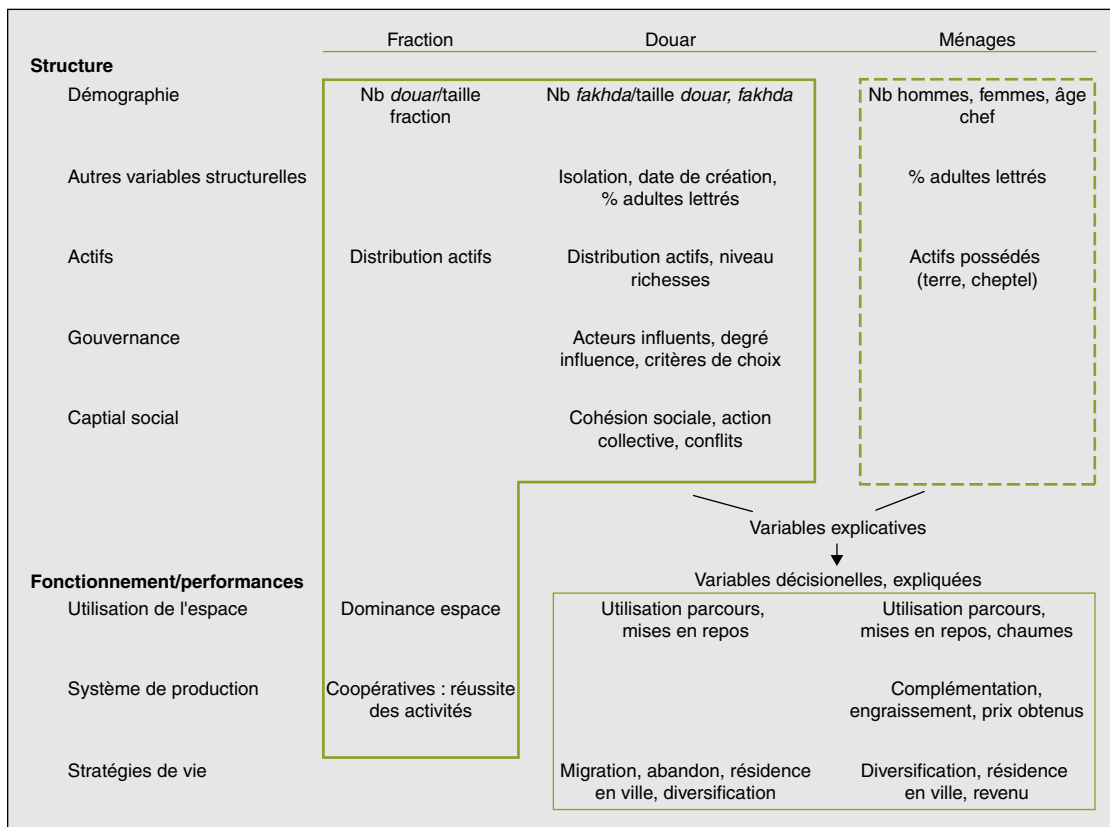 Fraction Douar Ménages
Structure
Démographie Nb douar/taille Nb fakhda/taille douar, fakhda Nb hommes, femmes, âge
fraction chef
Autres variables structurelles Isolation, date de création, % adultes lettrés
% adultes lettrés
Actifs Distribution actifs Distribution actifs, niveau Actifs possédés
richesses (terre, cheptel)
Gouvernance Acteurs influents, degré
influence, critères de choix
Captial social Cohésion sociale, action
collective, conflits
Variables explicatives
Fonctionnement/performances Variables décisionelles, expliquées
Utilisation de l'espace Dominance espace Utilisation parcours, Utilisation parcours,
mises en repos mises en repos, chaumes
Système de production Coopératives : réussite Complémentation,
des activités engraissement, prix obtenus
Stratégies de vie Migration, abandon, résidence Diversification, résidence
en ville, diversification en ville, revenu